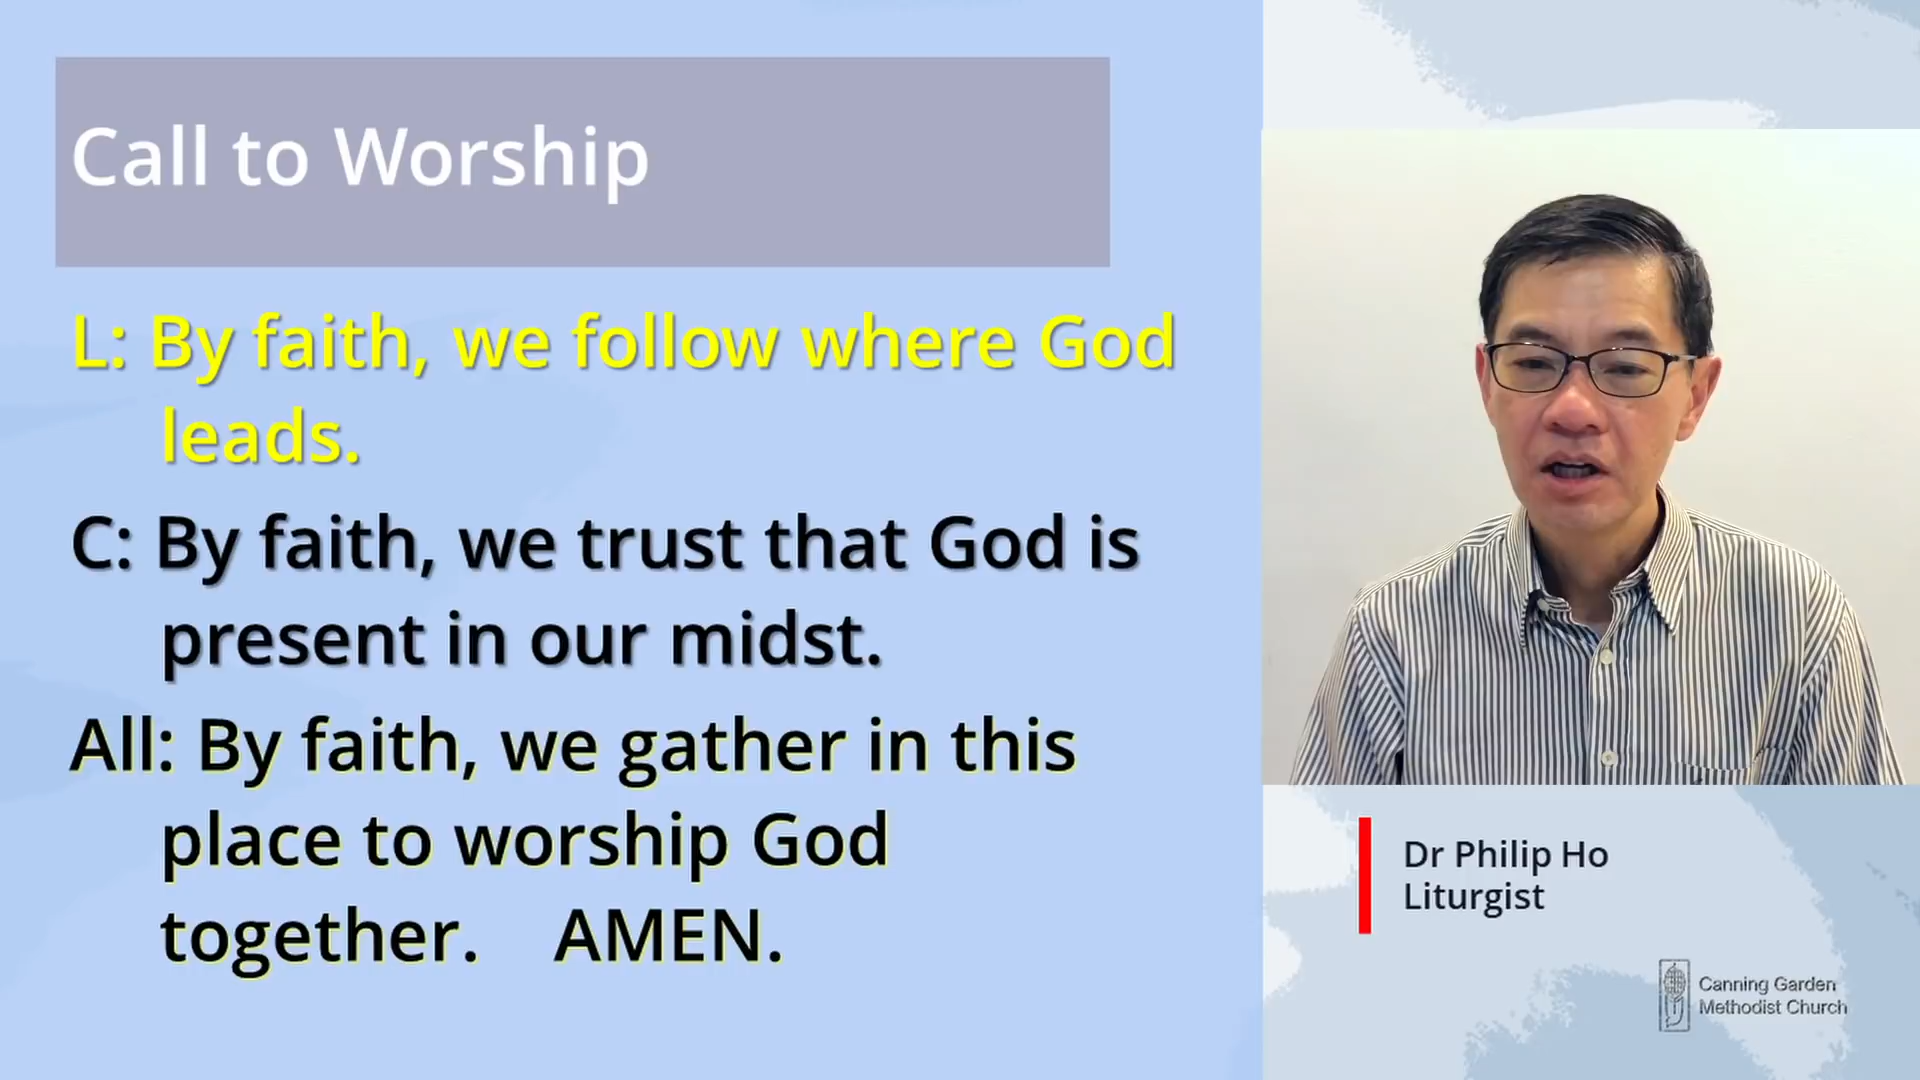 Call to Worship
L: By faith, we follow where God
leads.
C: By faith, we trust that God is
present in our midst.
All: By faith, we gather in this
place to worship God
together. AMEN.
Dr Philip Ho
Liturgist
Canning Garden
Methodist Church